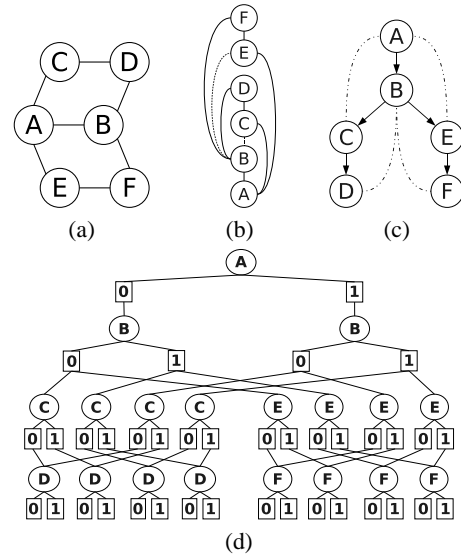 C D
A B
E F
(a)
F
E
D
C
B
A
(b)
A
B
C E
D F
(c)
A
0 1
B B
0 1 0 1
C C C C E E E E
0 1 0 1 0 1 0 1 0 1 0 1 0 1 0 1
D D D D F F F F
0 1 0 1 0 1 0 1 0 1 0 1 0 1 0 1
(d)